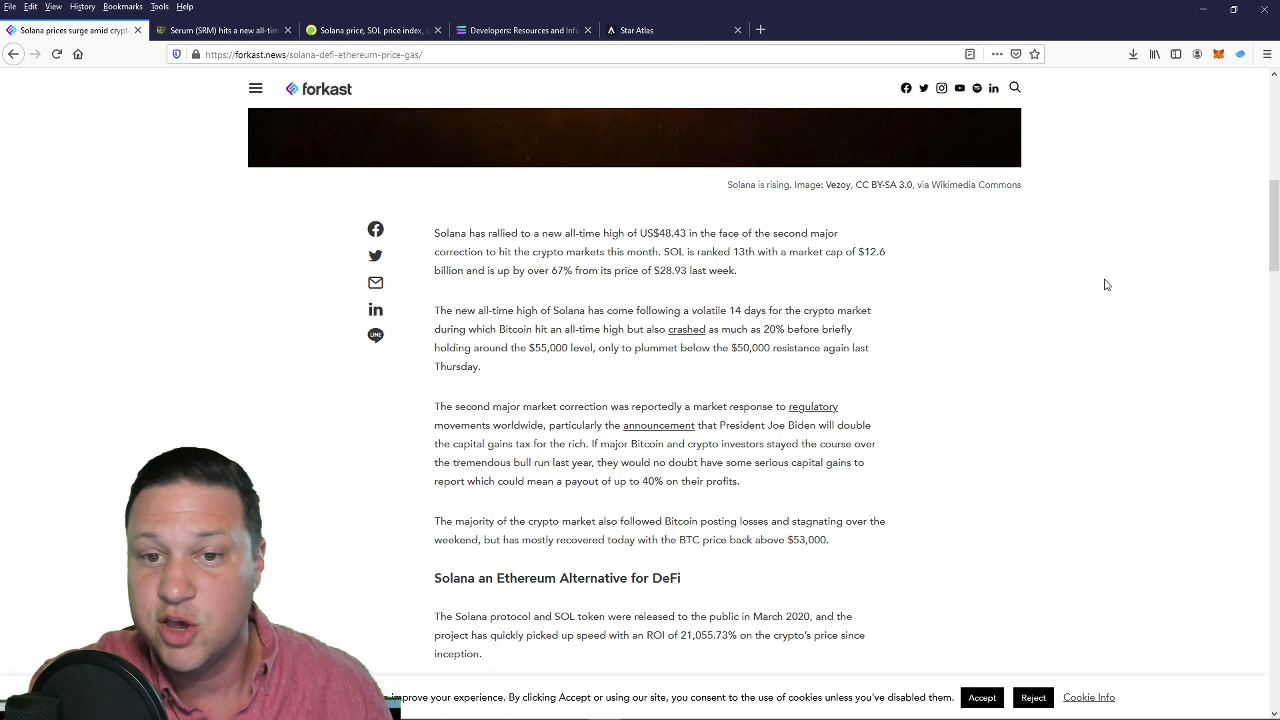 File Edit View History Bookmarks Tools Help
Solana prices surge amid crypt
Serum (SRM) hits a new all-tim
Solana price, SOL price index, c
Developers: Resources and Info
Star Atlas
https://forkast.news/solana-defi-ethereum-price-gas/
forkast
Solana is rising. Image: Vezoy, CC BY-SA 3.0, via Wikimedia Commons
Solana has rallied to a new all-time high of US$48.43 in the face of the second major
correction to hit the crypto markets this month. SOL is ranked 13th with a market cap of $12.6
billion and is up by over 67% from its price of $28.93 last week.
The new all-time high of Solana has come following a volatile 14 days for the crypto market
during which Bitcoin hit an all-time high but also crashed as much as 20% before briefly
holding around the $55,000 level, only to plummet below the $50,000 resistance again last
Thursday.
The second major market correction was reportedly a market response to regulatory
movements worldwide, particularly the announcement that President Joe Biden will double
the capital gains tax for the rich. If major Bitcoin and crypto investors stayed the course over
the tremendous bull run last year, they would no doubt have some serious capital gains to
report which could mean a payout of up to 40% on their profits.
The majority of the crypto market also followed Bitcoin posting losses and stagnating over the
weekend, but has mostly recovered today with the BTC price back above $53,000.
Solana an Ethereum Alternative for DeFi
The Solana protocol and SOL token were released to the public in March 2020, and the
project has quickly picked up speed with an ROI of 21,055.73% on the crypto's price since
inception.
improve your experience. By clicking Accept or using our site, you consent to the use of cookies unless you've disabled them.
Accept
Reject
Cookie Info
LINE